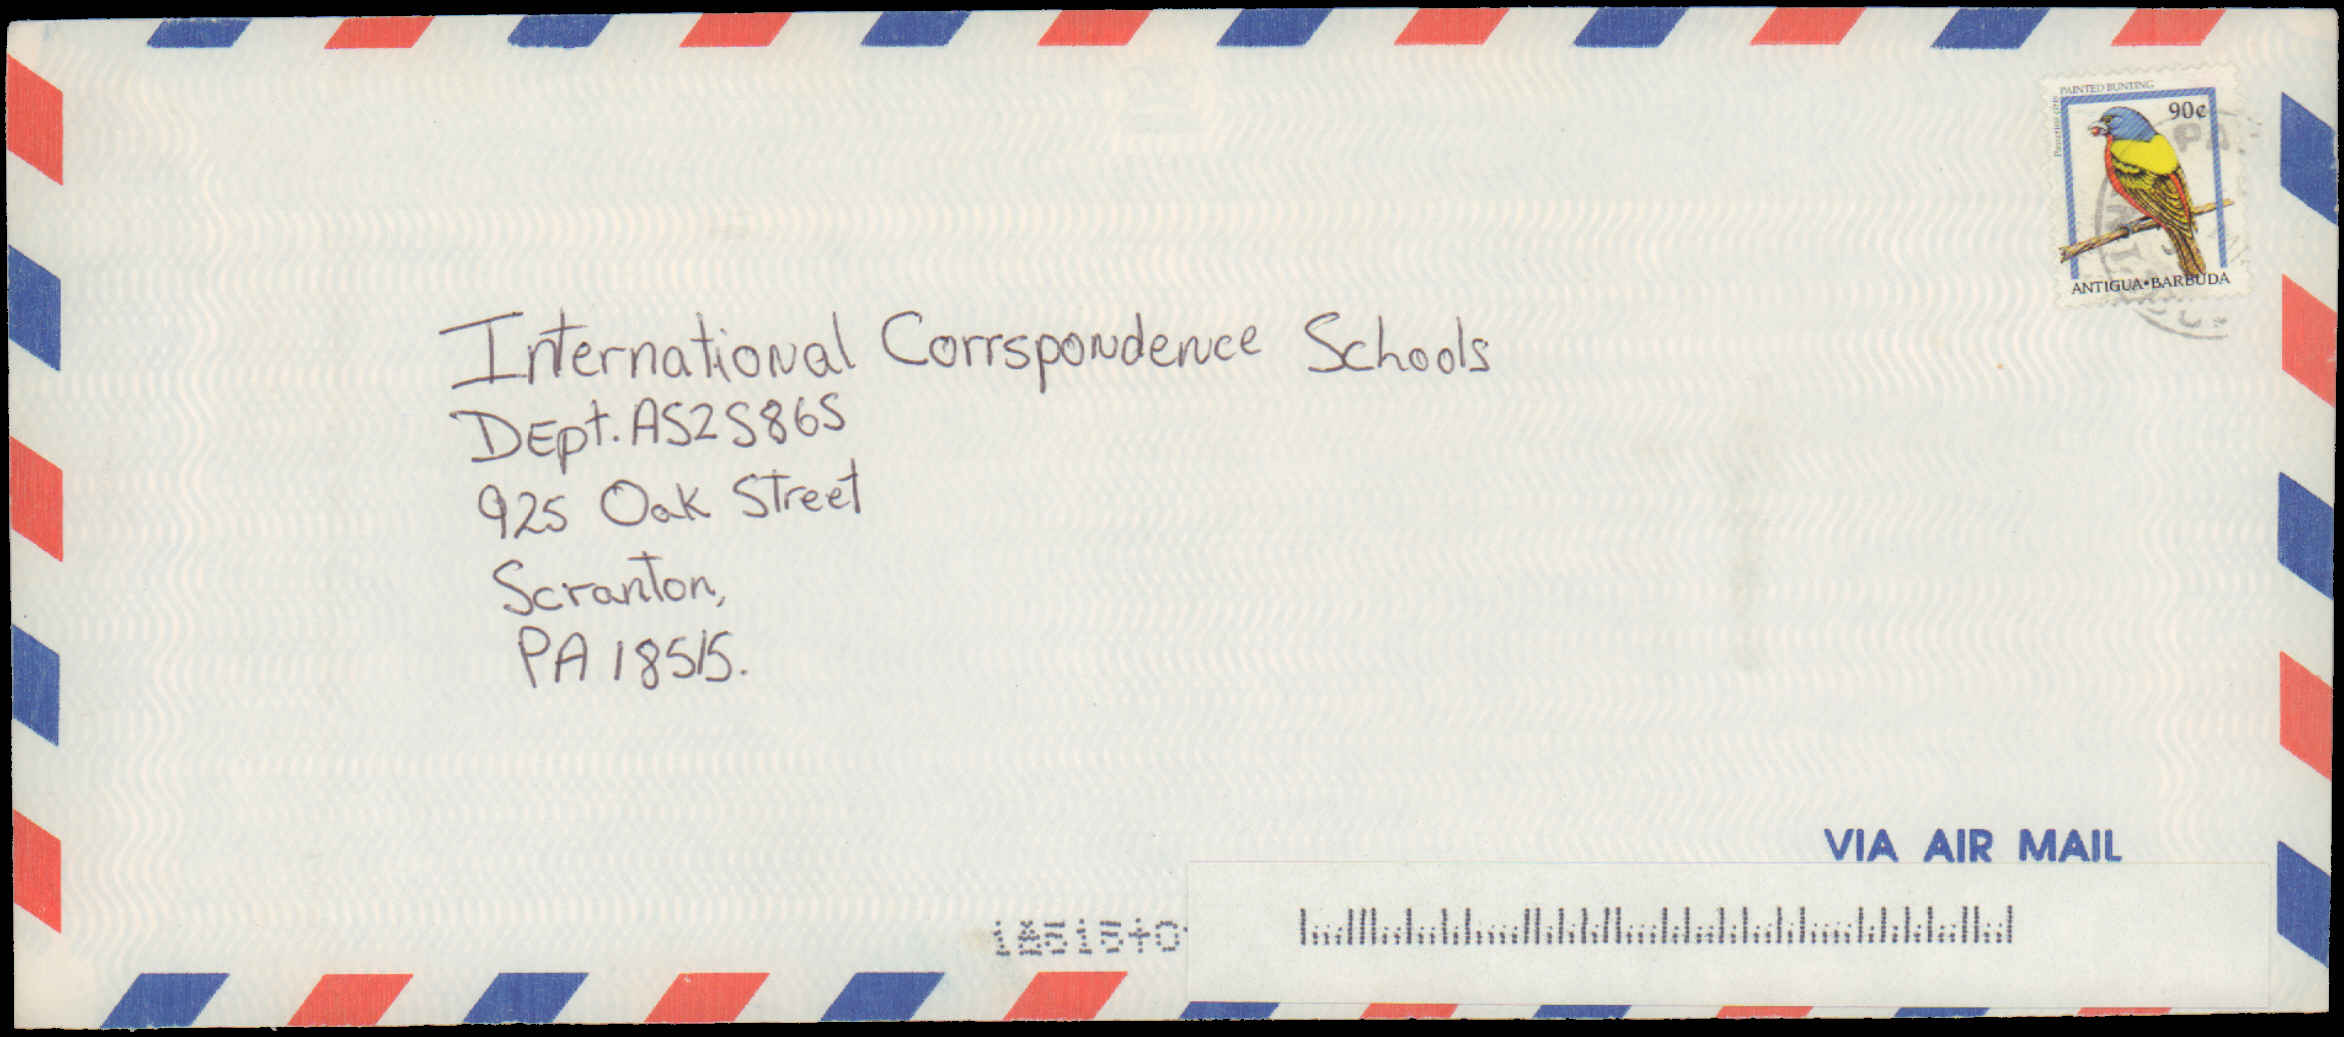 PAINTED BUNTING
90¢
ANTIGUA•BARBUDA
International Corrspondence Schools
DEpt. AS2S86S
925 Oak Street
Scranton,
PA 18515.
VIA AIR MAIL